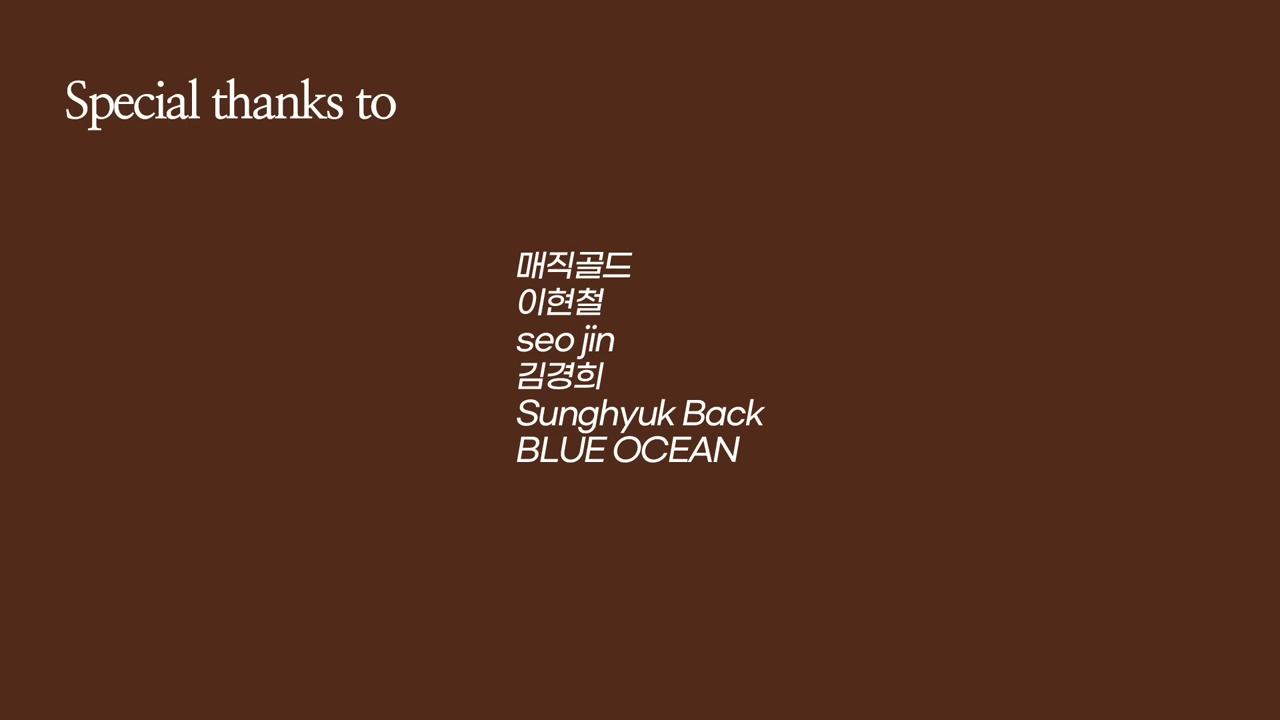 Special thanks to
매직골드
이현철
seo jin
김경희
Sunghyuk Back
BLUE OCEAN